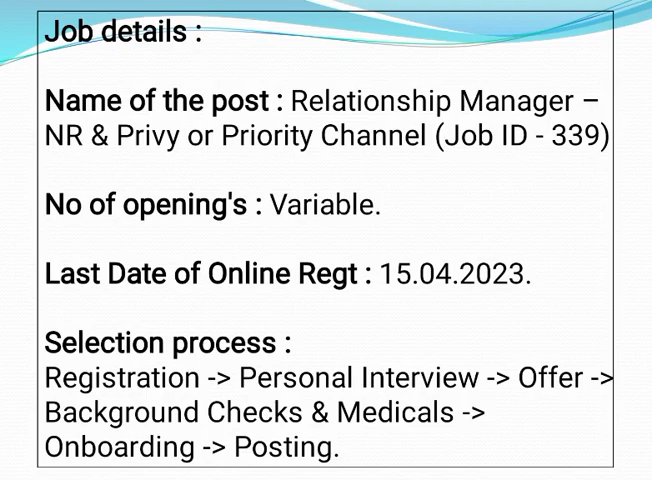 Job details :
Name of the post : Relationship Manager –
NR & Privy or Priority Channel (Job ID - 339)
No of opening's : Variable.
Last Date of Online Regt : 15.04.2023.
Selection process :
Registration -> Personal Interview -> Offer ->
Background Checks & Medicals ->
Onboarding -> Posting.